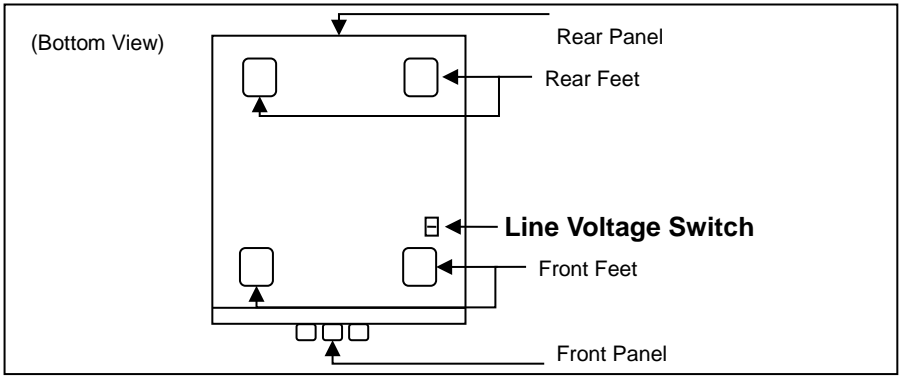 (Bottom View)
Rear Panel
Rear Feet
Line Voltage Switch
Front Feet
Front Panel